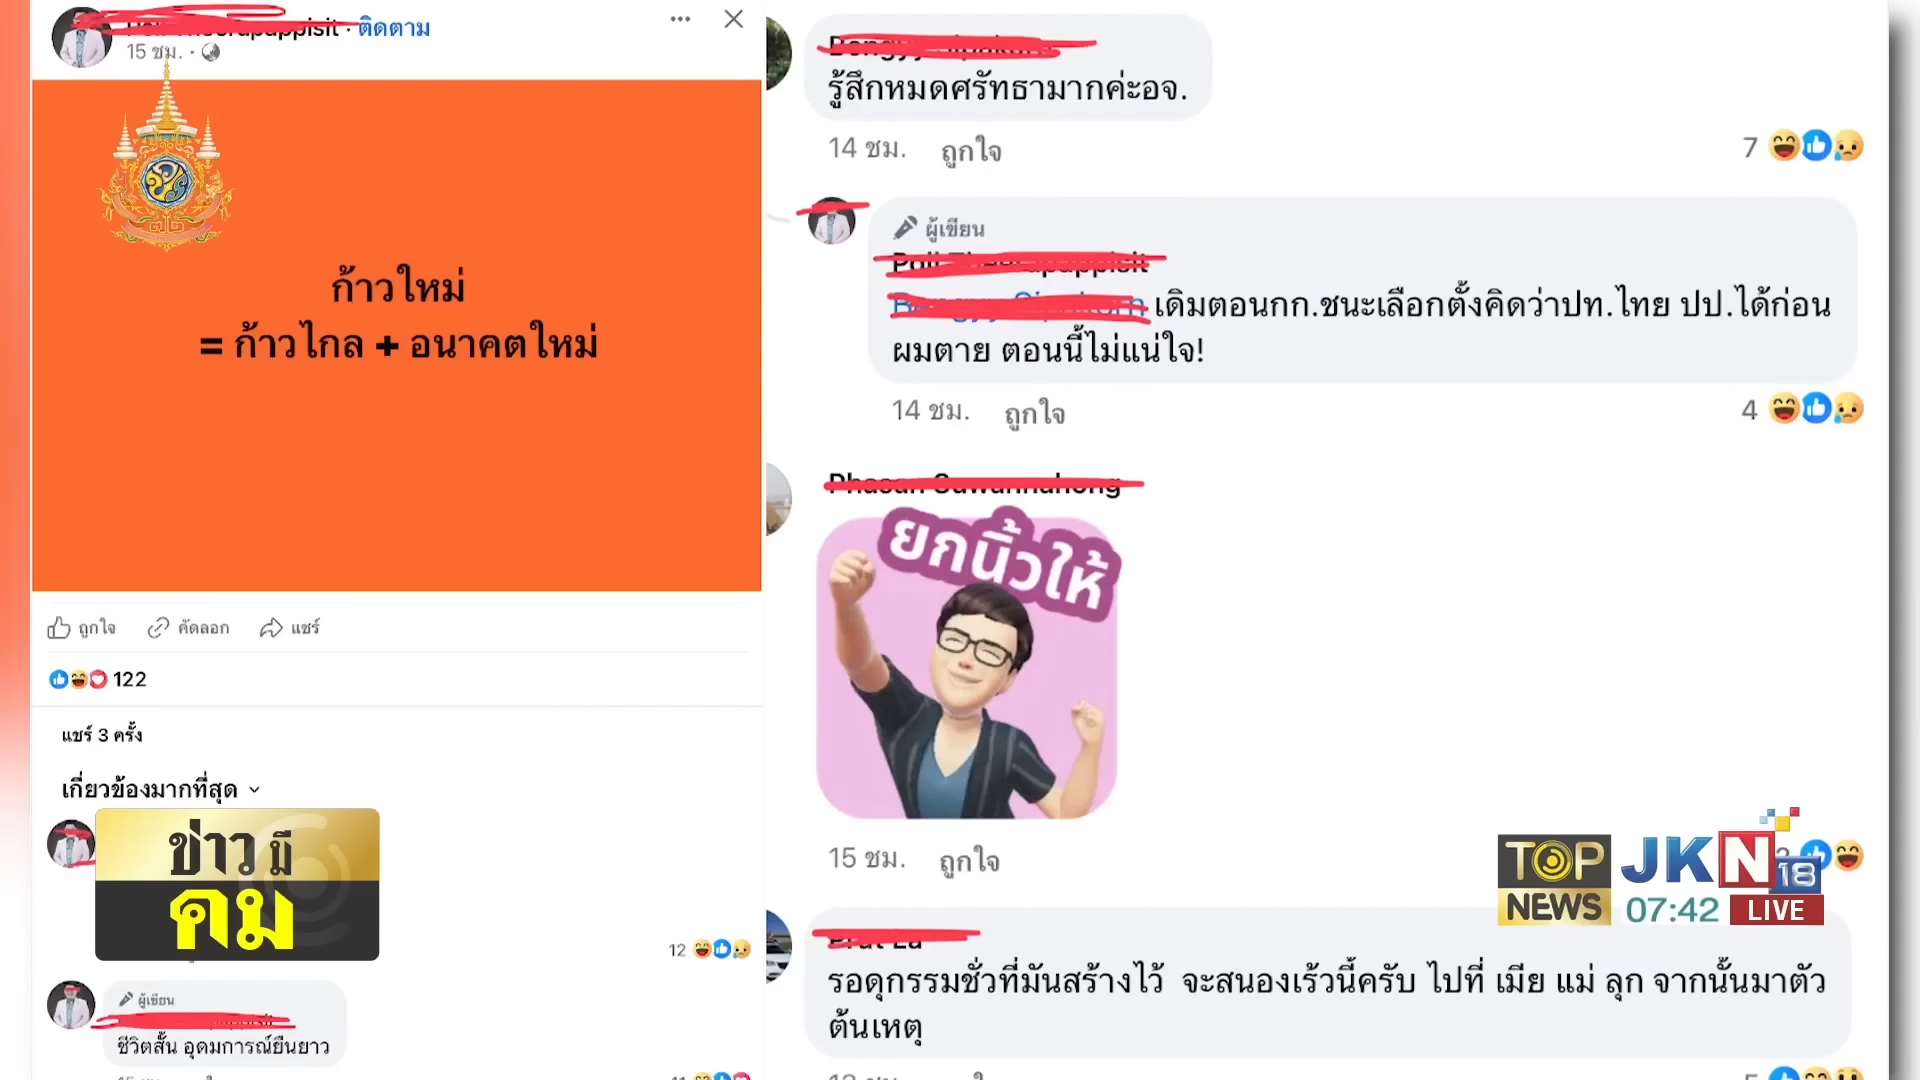 ติดตาม
15 ชม.
ก้าวใหม่
= ก้าวไกล + อนาคตใหม่
ถูกใจ คัดลอก แชร์
122
แชร์ 3 ครั้ง
เกี่ยวข้องมากที่สุด
ข่าว มี
คม
12
ผู้เขียน
ชีวิตสั้น อุดมการณ์ยืนยาว
รู้สึกหมดศรัทธามากค่ะอจ.
14 ชม. ถูกใจ
7
ผู้เขียน
เดิมตอนกก.ชนะเลือกตั้งคิดว่าปท.ไทย ปป.ได้ก่อน
ผมตาย ตอนนี้ไม่แน่ใจ!
14 ชม. ถูกใจ
4
ยกนิ้วให้
15 ชม. ถูกใจ
TOP
NEWS
JKN 18
07:42 LIVE
รอดุกรรมชั่วที่มันสร้างไว้ จะสนองเร้วนี้ครับ ไปที่ เมีย แม่ ลุก จากนั้นมาตัว
ต้นเหตุ